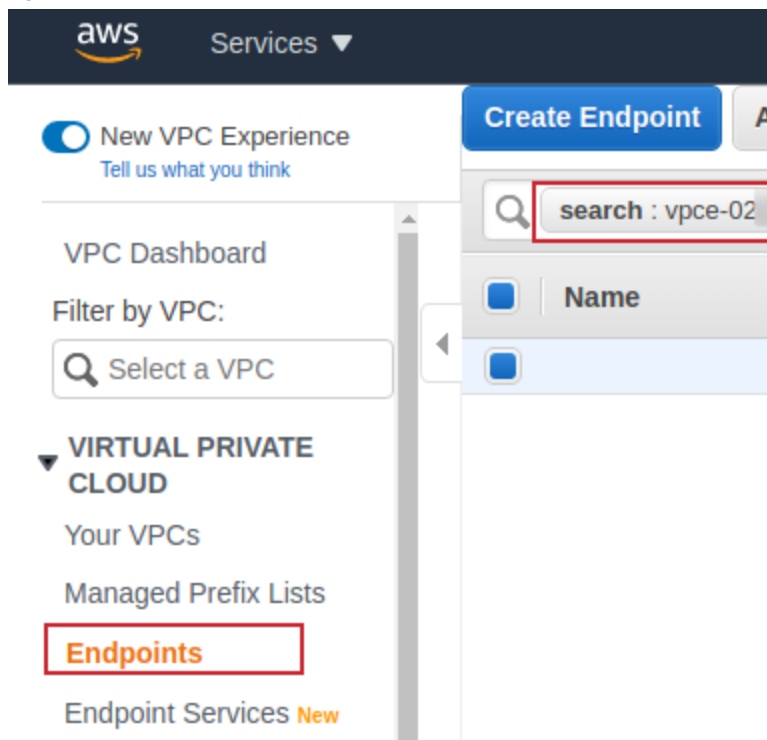 aws Services ▼
New VPC Experience
Tell us what you think
VPC Dashboard
Filter by VPC:
Select a VPC
VIRTUAL PRIVATE
CLOUD
Your VPCs
Managed Prefix Lists
Endpoints
Endpoint Services New
Create Endpoint A
search : vpce-02
Name